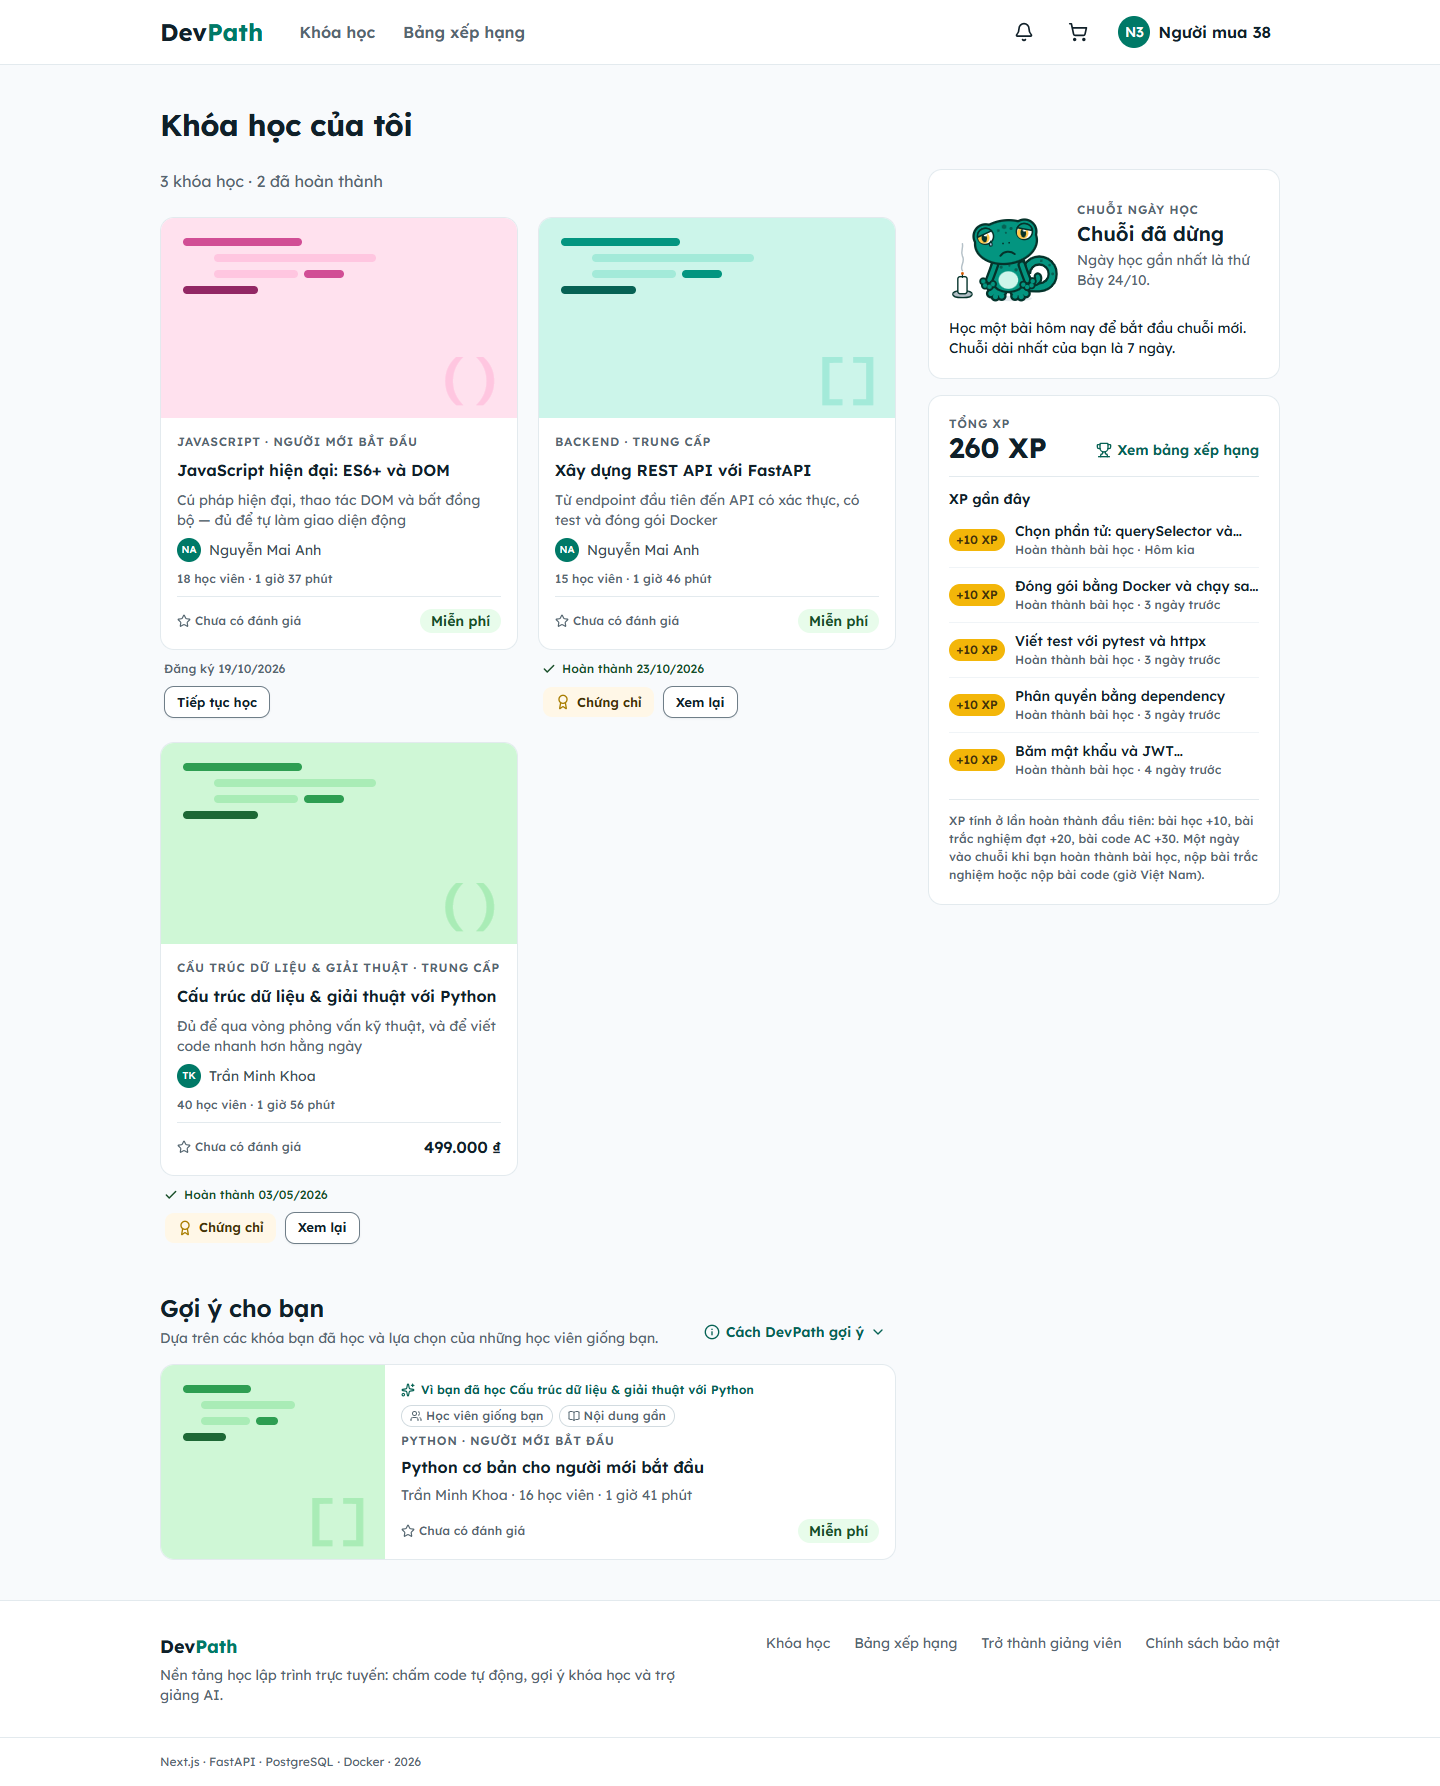 DevPath
Khóa học
Bảng xếp hạng
N3
Người mua 38
Khóa học của tôi
3 khóa học · 2 đã hoàn thành
( )
JAVASCRIPT · NGƯỜI MỚI BẮT ĐẦU
JavaScript hiện đại: ES6+ và DOM
Cú pháp hiện đại, thao tác DOM và bất đồng
bộ — đủ để tự làm giao diện động
NA
Nguyễn Mai Anh
18 học viên · 1 giờ 37 phút
Chưa có đánh giá
Miễn phí
Đăng ký 19/10/2026
Tiếp tục học
[ ]
BACKEND · TRUNG CẤP
Xây dựng REST API với FastAPI
Từ endpoint đầu tiên đến API có xác thực, có
test và đóng gói Docker
NA
Nguyễn Mai Anh
15 học viên · 1 giờ 46 phút
Chưa có đánh giá
Miễn phí
Hoàn thành 23/10/2026
Chứng chỉ
Xem lại
( )
CẤU TRÚC DỮ LIỆU & GIẢI THUẬT · TRUNG CẤP
Cấu trúc dữ liệu & giải thuật với Python
Đủ để qua vòng phỏng vấn kỹ thuật, và để viết
code nhanh hơn hằng ngày
TK
Trần Minh Khoa
40 học viên · 1 giờ 56 phút
Chưa có đánh giá
499.000 ₫
Hoàn thành 03/05/2026
Chứng chỉ
Xem lại
CHUỖI NGÀY HỌC
Chuỗi đã dừng
Ngày học gần nhất là thứ
Bảy 24/10.
Học một bài hôm nay để bắt đầu chuỗi mới.
Chuỗi dài nhất của bạn là 7 ngày.
TỔNG XP
260 XP
Xem bảng xếp hạng
XP gần đây
+10 XP
Chọn phần tử: querySelector và...
Hoàn thành bài học · Hôm kia
+10 XP
Đóng gói bằng Docker và chạy sa...
Hoàn thành bài học · 3 ngày trước
+10 XP
Viết test với pytest và httpx
Hoàn thành bài học · 3 ngày trước
+10 XP
Phân quyền bằng dependency
Hoàn thành bài học · 3 ngày trước
+10 XP
Băm mật khẩu và JWT...
Hoàn thành bài học · 4 ngày trước
XP tính ở lần hoàn thành đầu tiên: bài học +10, bài
trắc nghiệm đạt +20, bài code AC +30. Một ngày
vào chuỗi khi bạn hoàn thành bài học, nộp bài trắc
nghiệm hoặc nộp bài code (giờ Việt Nam).
Gợi ý cho bạn
Dựa trên các khóa bạn đã học và lựa chọn của những học viên giống bạn.
Cách DevPath gợi ý
[ ]
Vì bạn đã học Cấu trúc dữ liệu & giải thuật với Python
Học viên giống bạn
Nội dung gần
PYTHON · NGƯỜI MỚI BẮT ĐẦU
Python cơ bản cho người mới bắt đầu
Trần Minh Khoa · 16 học viên · 1 giờ 41 phút
Chưa có đánh giá
Miễn phí
DevPath
Nền tảng học lập trình trực tuyến: chấm code tự động, gợi ý khóa học và trợ
giảng AI.
Khóa học
Bảng xếp hạng
Trở thành giảng viên
Chính sách bảo mật
Next.js · FastAPI · PostgreSQL · Docker · 2026